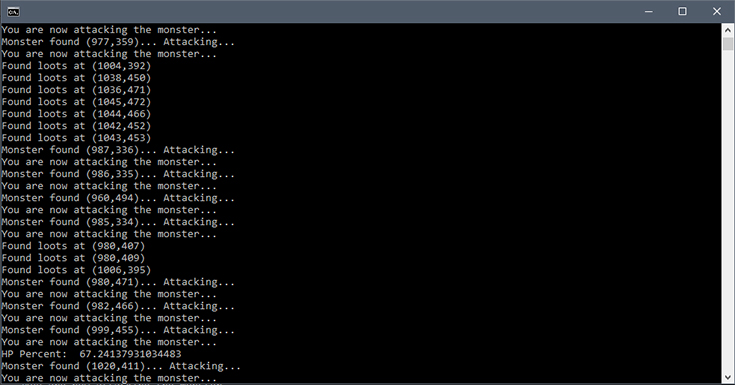 You are now attacking the monster...
Monster found (977,359)... Attacking...
You are now attacking the monster...
Found loots at (1004,392)
Found loots at (1038,450)
Found loots at (1036,471)
Found loots at (1045,472)
Found loots at (1044,466)
Found loots at (1042,452)
Found loots at (1043,453)
Monster found (987,336)... Attacking...
You are now attacking the monster...
Monster found (986,335)... Attacking...
You are now attacking the monster...
Monster found (960,494)... Attacking...
You are now attacking the monster...
Monster found (985,334)... Attacking...
You are now attacking the monster...
Found loots at (980,407)
Found loots at (980,409)
Found loots at (1006,395)
Monster found (980,471)... Attacking...
You are now attacking the monster...
Monster found (982,466)... Attacking...
You are now attacking the monster...
Monster found (999,455)... Attacking...
You are now attacking the monster...
HP Percent:  67.24137931034483
Monster found (1020,411)... Attacking...
You are now attacking the monster...